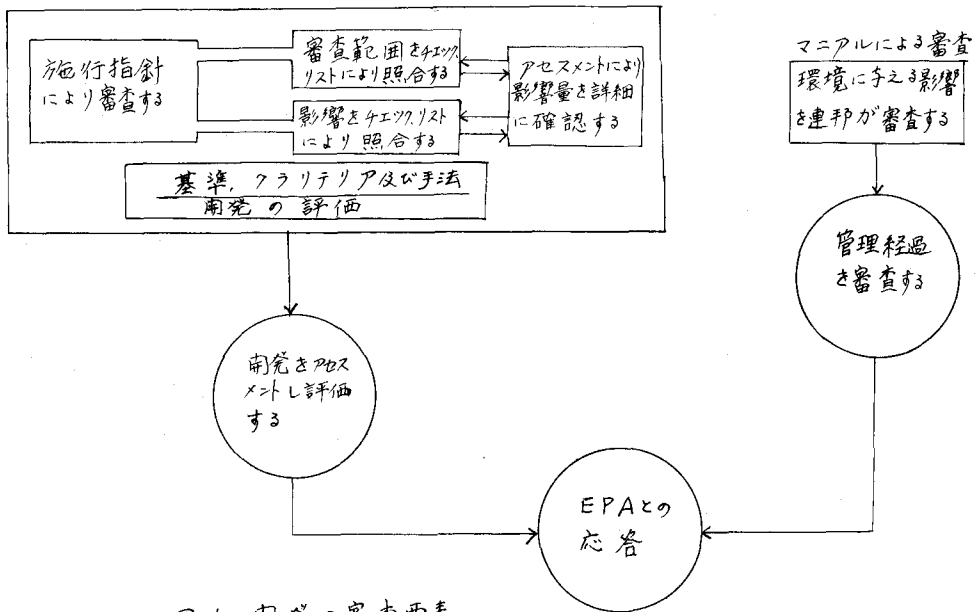 施行指針
により審査する
審査範囲をチエック
リストにより照合する
影響をチエックリスト
により照合する
アセスメントにより
影響量を詳細
に確認する
基準,クラリテリア及び手法
開発の評価
マニアルによる審査
環境に与える影響
を連邦が審査する
管理経過
を審査する
開発をアセス
メントし評価
する
EPAとの
応答